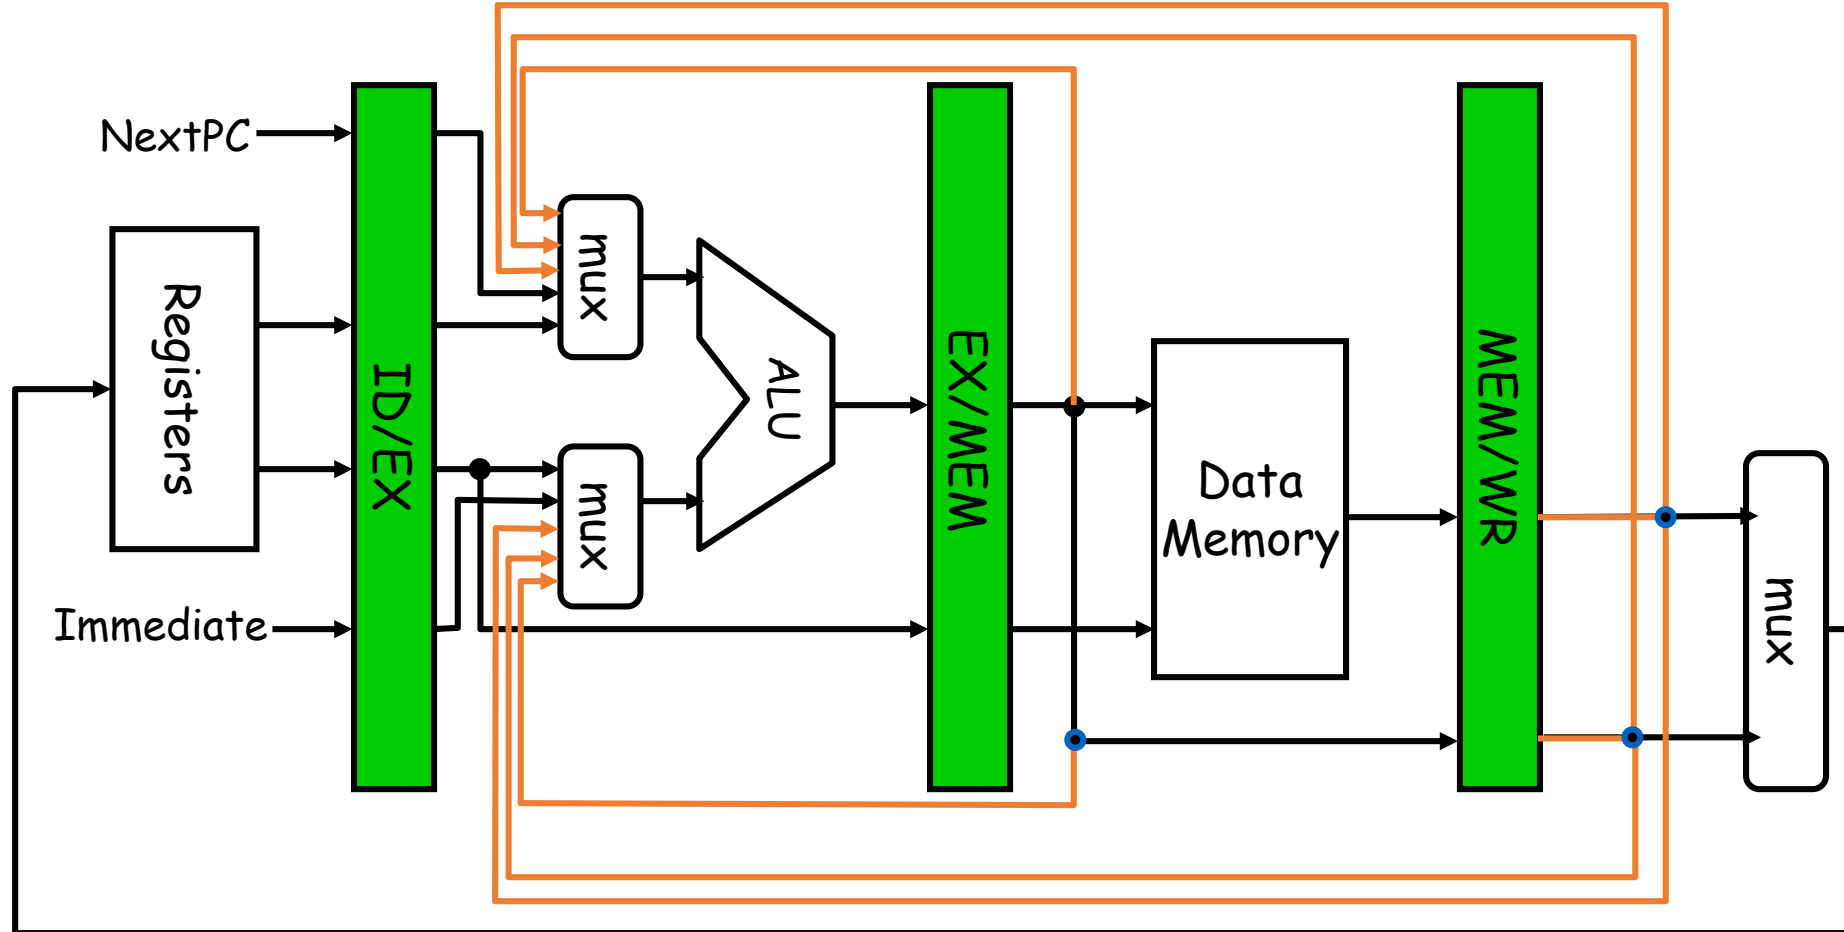 NextPC
Registers
Immediate
ID/EX
mux
mux
ALU
EX/MEM
Data
Memory
MEM/WR
mux